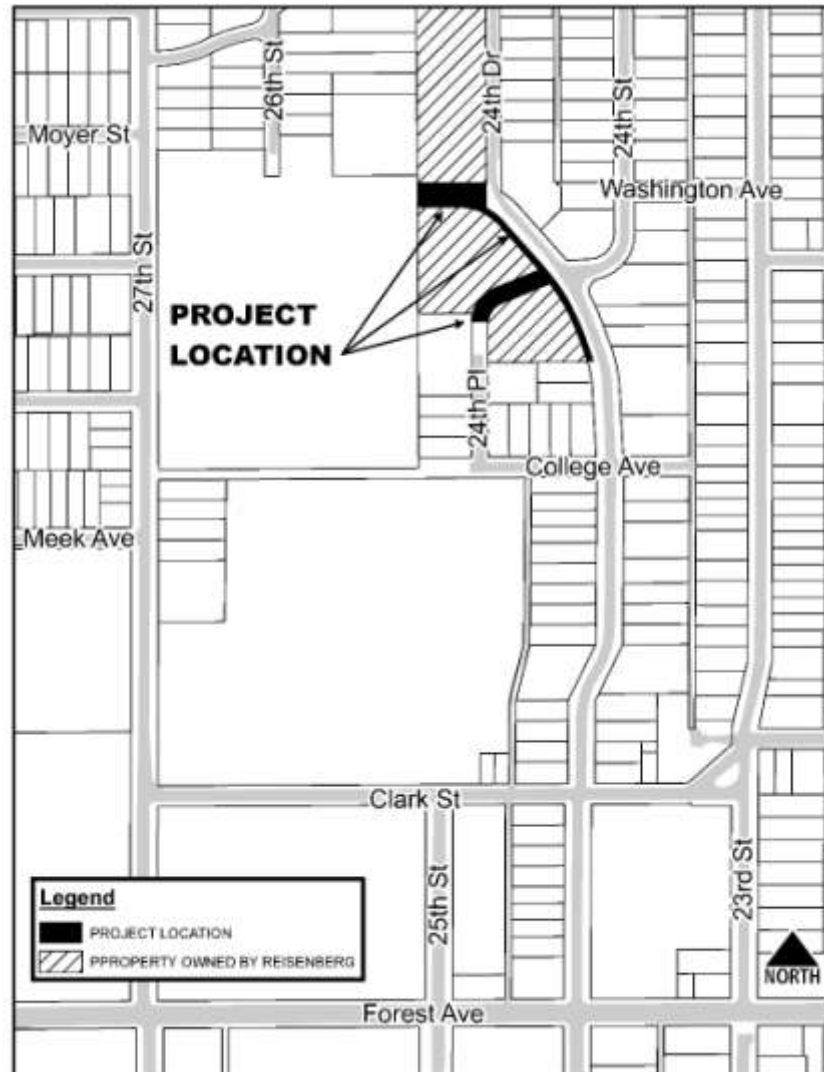 26th St
24th Dr
24th St
Moyer St
Washington Ave
27th St
PROJECT
LOCATION
24th Pl
College Ave
Meek Ave
Clark St
25th St
23rd St
Legend
PROJECT LOCATION
PPROPERTY OWNED BY REISENBERG
NORTH
Forest Ave